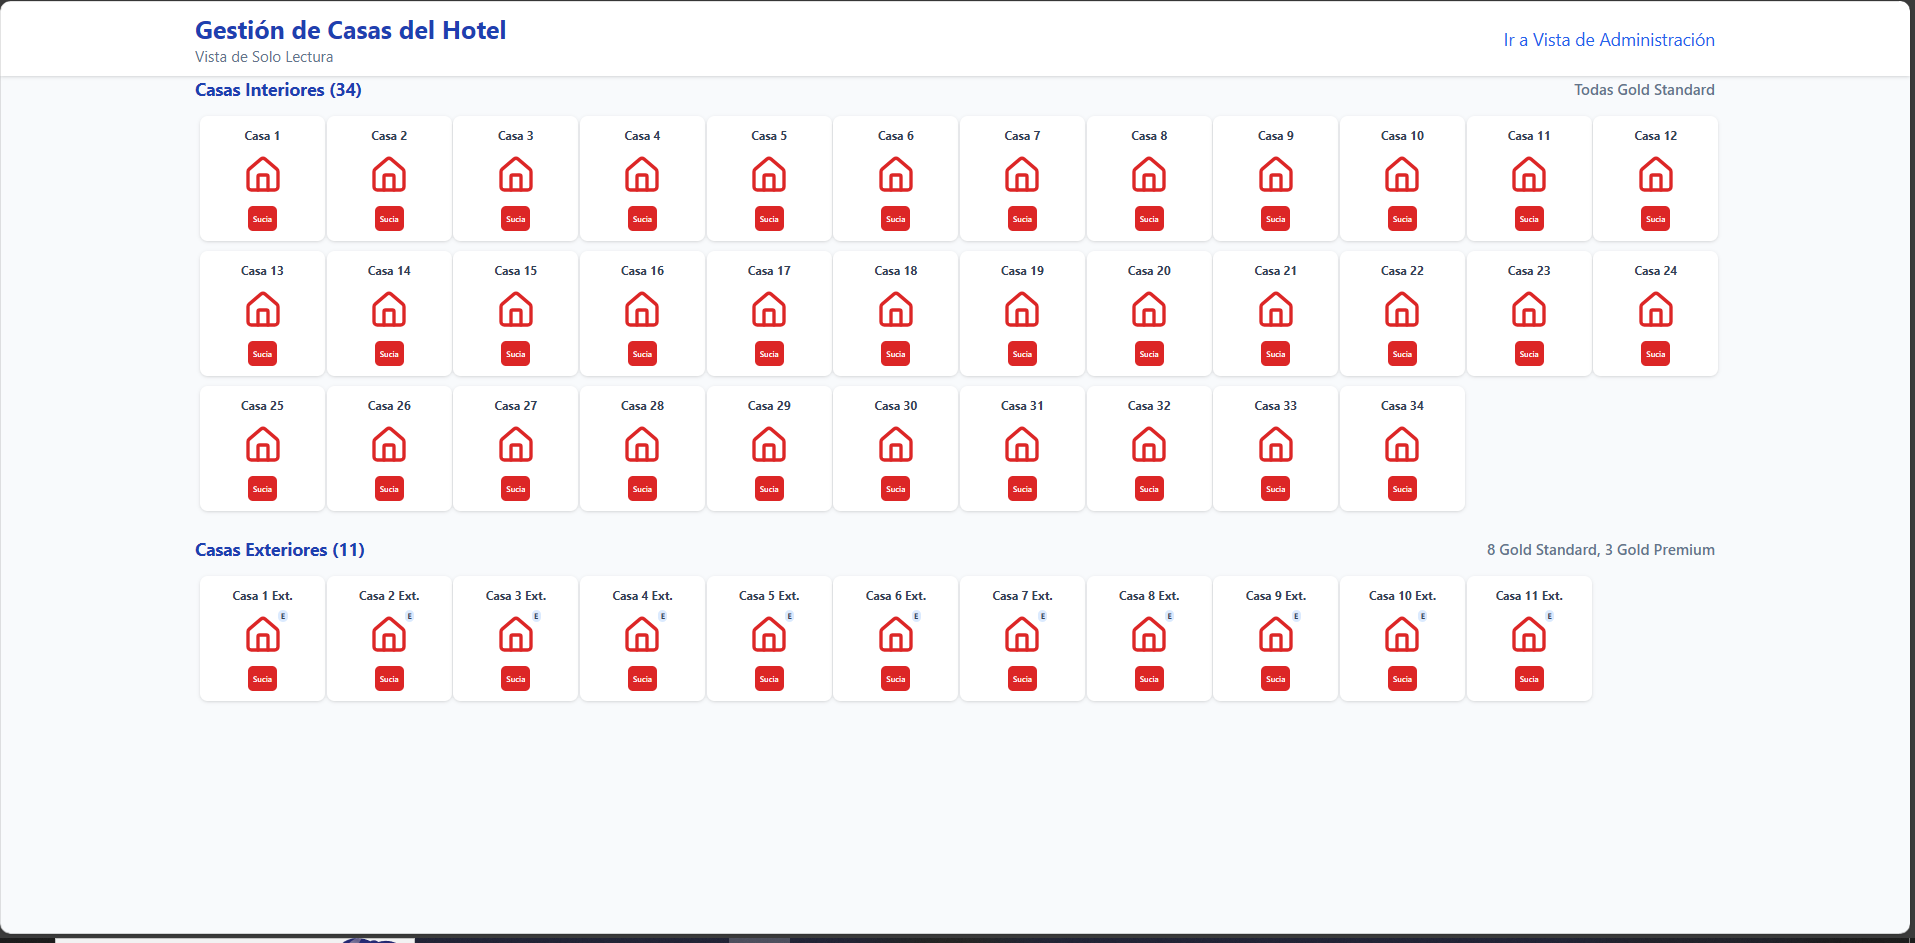 Gestión de Casas del Hotel
Vista de Solo Lectura
Ir a Vista de Administración
Casas Interiores (34)
Todas Gold Standard
Casa 1 Casa 2 Casa 3 Casa 4 Casa 5 Casa 6 Casa 7 Casa 8 Casa 9 Casa 10 Casa 11 Casa 12
Sucia Sucia Sucia Sucia Sucia Sucia Sucia Sucia Sucia Sucia Sucia Sucia
Casa 13 Casa 14 Casa 15 Casa 16 Casa 17 Casa 18 Casa 19 Casa 20 Casa 21 Casa 22 Casa 23 Casa 24
Sucia Sucia Sucia Sucia Sucia Sucia Sucia Sucia Sucia Sucia Sucia Sucia
Casa 25 Casa 26 Casa 27 Casa 28 Casa 29 Casa 30 Casa 31 Casa 32 Casa 33 Casa 34
Sucia Sucia Sucia Sucia Sucia Sucia Sucia Sucia Sucia Sucia
Casas Exteriores (11)
8 Gold Standard, 3 Gold Premium
Casa 1 Ext. Casa 2 Ext. Casa 3 Ext. Casa 4 Ext. Casa 5 Ext. Casa 6 Ext. Casa 7 Ext. Casa 8 Ext. Casa 9 Ext. Casa 10 Ext. Casa 11 Ext.
E E E E E E E E E E E
Sucia Sucia Sucia Sucia Sucia Sucia Sucia Sucia Sucia Sucia Sucia